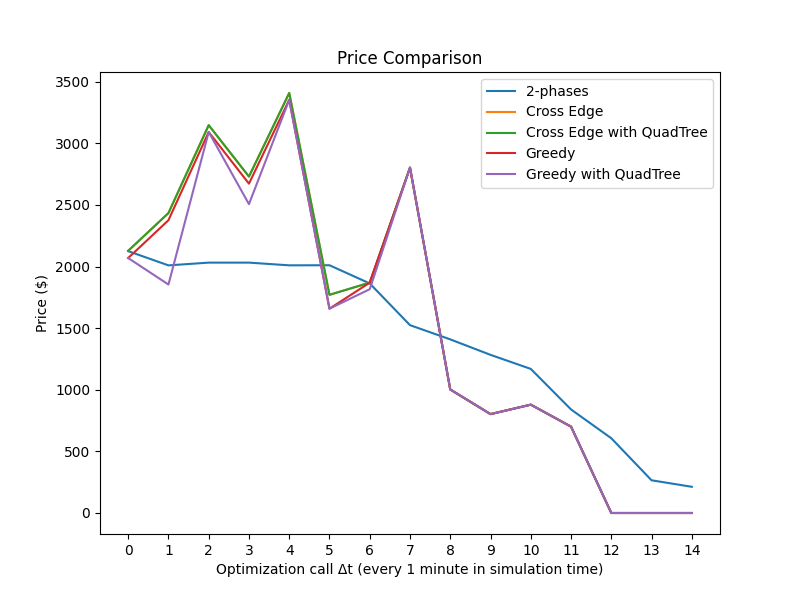 Price Comparison
2-phases
Cross Edge
Cross Edge with QuadTree
Greedy
Greedy with QuadTree
Price ($)
3500
3000
2500
2000
1500
1000
500
0
0 1 2 3 4 5 6 7 8 9 10 11 12 13 14
Optimization call Δt (every 1 minute in simulation time)